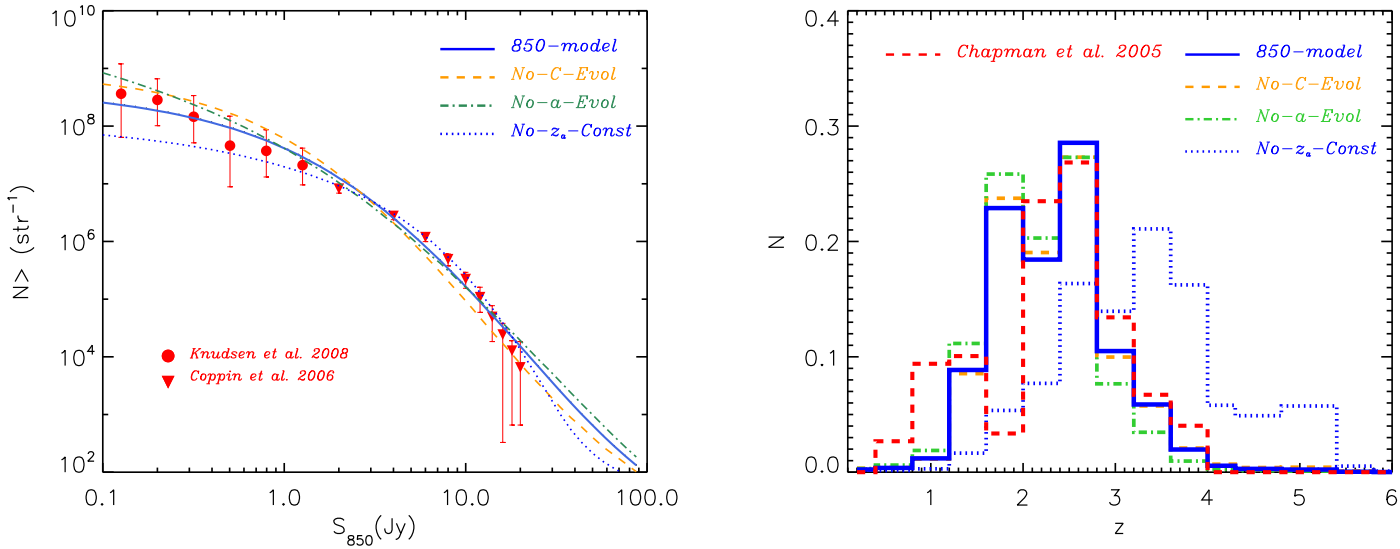 10^10
10^8
10^6
10^4
10^2
N> (str^-1)
850-model
No-C-Evol
No-a-Evol
No-z_a-Const
Knudsen et al. 2008
Coppin et al. 2006
0.1 1.0 10.0 100.0
S_850(Jy)
0.4
0.3
0.2
0.1
0.0
N
Chapman et al. 2005
850-model
No-C-Evol
No-a-Evol
No-z_a-Const
1 2 3 4 5 6
z